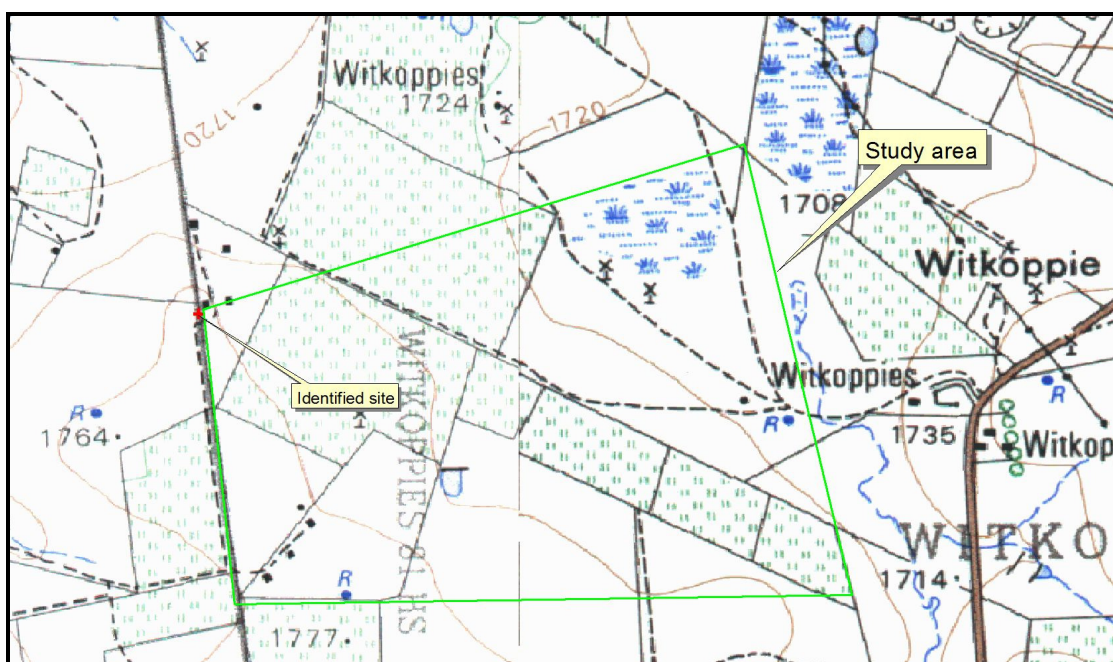 Witkoppies
1724
1720
1720
Study area
1708
Witkoppie
Identified site
Witkoppies
R
R
R
1764
1735
Witkop
WITKOPPIES 81 HS
WITKO
1714
R
1777